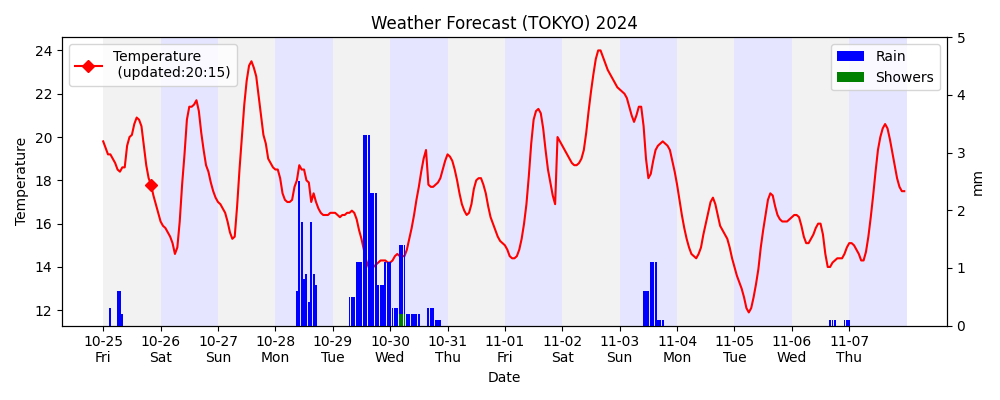 Weather Forecast (TOKYO) 2024
Temperature
(updated:20:15)
Rain
Showers
24
22
20
18
16
14
12
Temperature
5
4
3
2
1
0
mm
10-25 10-26 10-27 10-28 10-29 10-30 10-31 11-01 11-02 11-03 11-04 11-05 11-06 11-07
Fri Sat Sun Mon Tue Wed Thu Fri Sat Sun Mon Tue Wed Thu
Date